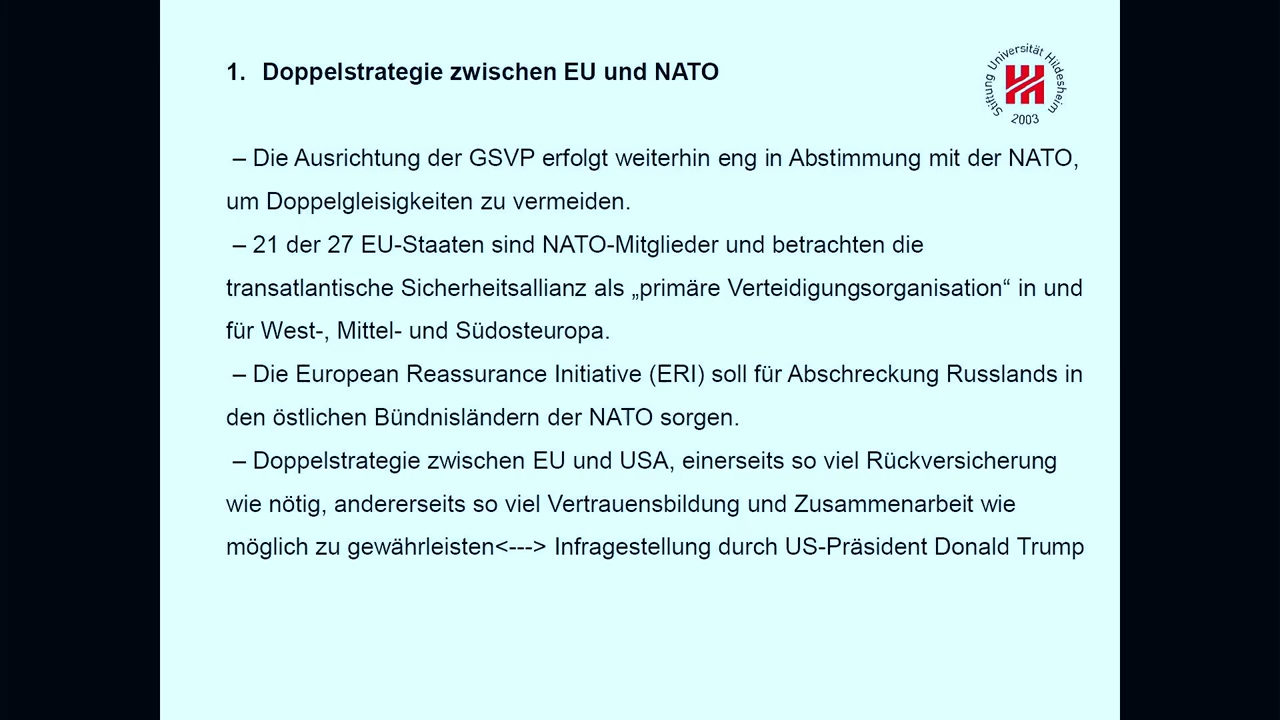 1. Doppelstrategie zwischen EU und NATO
Stiftung Universität Hildesheim
2003
– Die Ausrichtung der GSVP erfolgt weiterhin eng in Abstimmung mit der NATO,
um Doppelgleisigkeiten zu vermeiden.
– 21 der 27 EU-Staaten sind NATO-Mitglieder und betrachten die
transatlantische Sicherheitsallianz als „primäre Verteidigungsorganisation“ in und
für West-, Mittel- und Südosteuropa.
– Die European Reassurance Initiative (ERI) soll für Abschreckung Russlands in
den östlichen Bündnisländern der NATO sorgen.
– Doppelstrategie zwischen EU und USA, einerseits so viel Rückversicherung
wie nötig, andererseits so viel Vertrauensbildung und Zusammenarbeit wie
möglich zu gewährleisten<---> Infragestellung durch US-Präsident Donald Trump